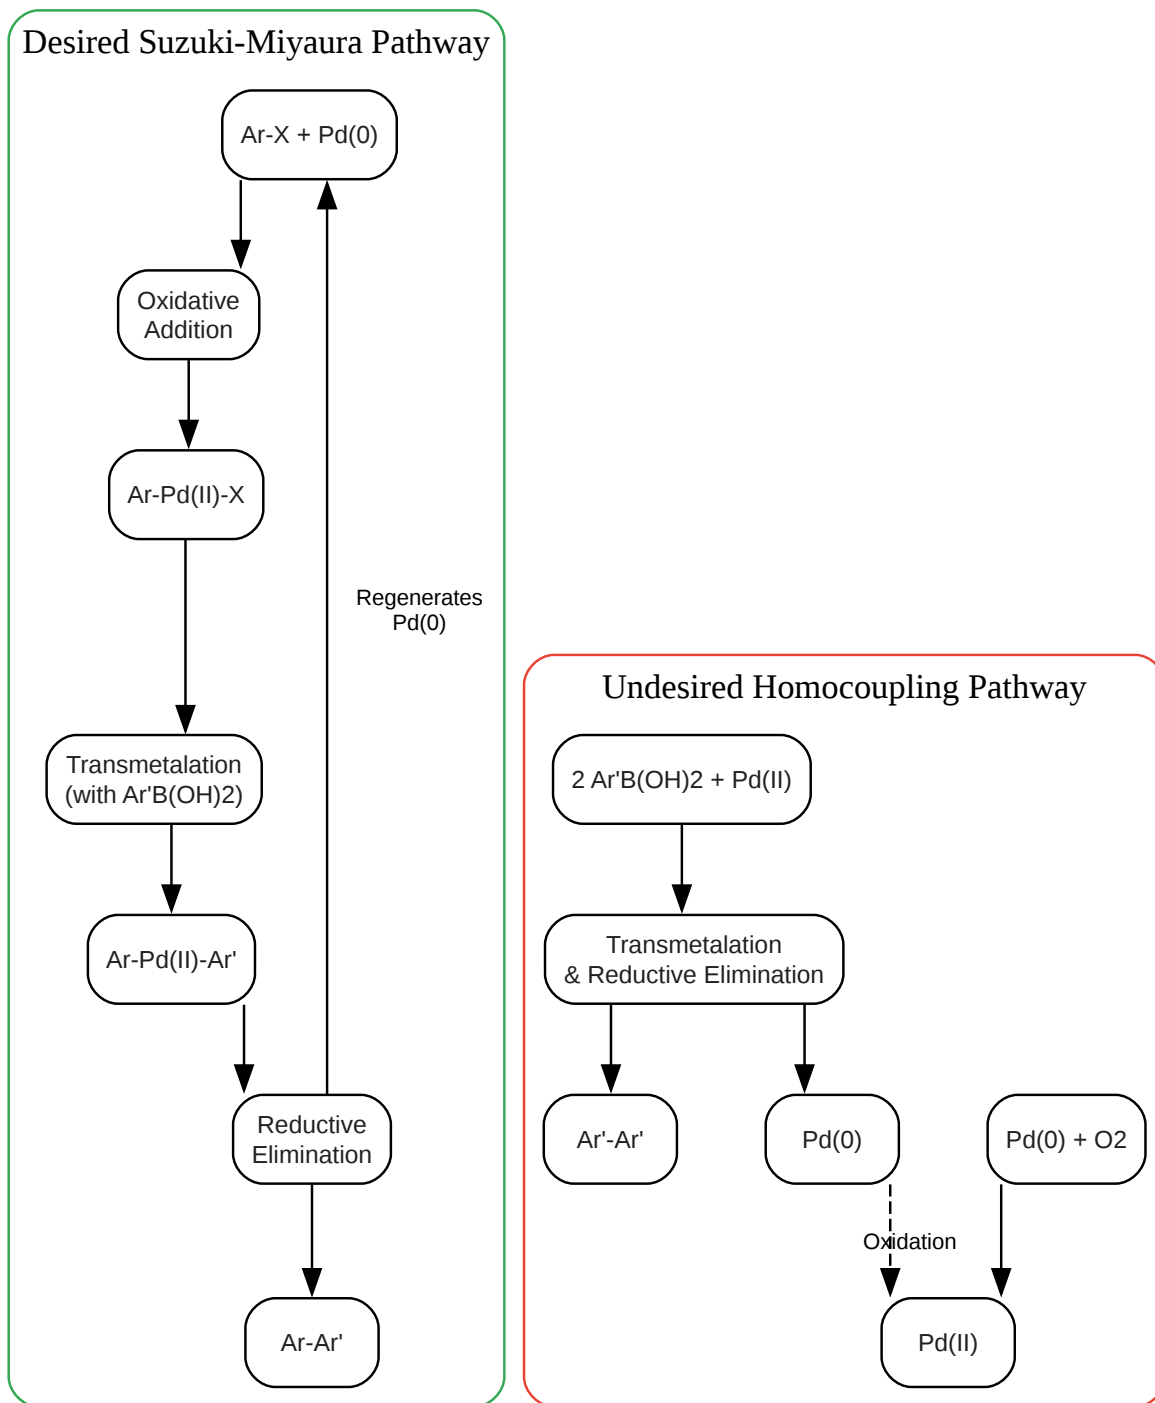 Desired Suzuki-Miyaura Pathway
Ar-X + Pd(0)
Oxidative
Addition
Ar-Pd(II)-X
Regenerates
Pd(0)
Transmetalation
(with Ar'B(OH)2)
Ar-Pd(II)-Ar'
Reductive
Elimination
Ar-Ar'
Undesired Homocoupling Pathway
2 Ar'B(OH)2 + Pd(II)
Transmetalation
& Reductive Elimination
Ar'-Ar'
Pd(0)
Pd(0) + O2
Oxidation
Pd(II)